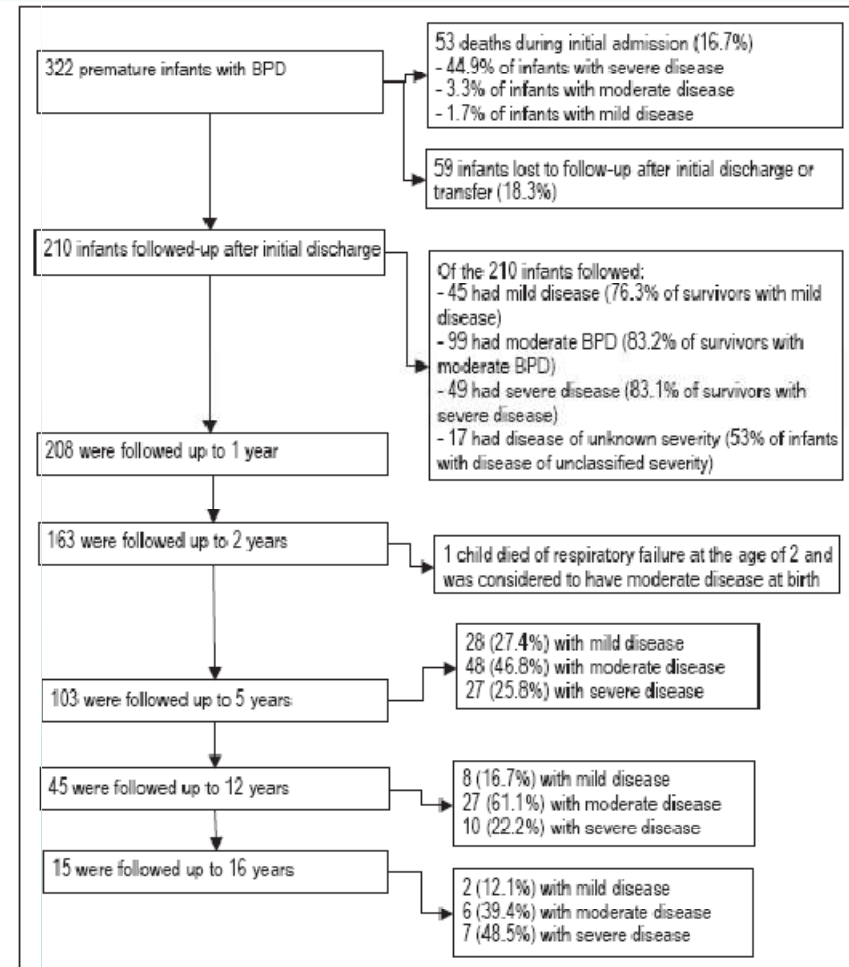 322 premature infants with BPD
53 deaths during initial admission (16.7%)
- 44.9% of infants with severe disease
- 3.3% of infants with moderate disease
- 1.7% of infants with mild disease
59 infants lost to follow-up after initial discharge or
transfer (18.3%)
210 infants followed-up after initial discharge
Of the 210 infants followed:
- 45 had mild disease (76.3% of survivors with mild
disease)
- 99 had moderate BPD (83.2% of survivors with
moderate BPD)
- 49 had severe disease (83.1% of survivors with
severe disease)
- 17 had disease of unknown severity (53% of infants
with disease of unclassified severity)
208 were followed up to 1 year
163 were followed up to 2 years
1 child died of respiratory failure at the age of 2 and
was considered to have moderate disease at birth
28 (27.4%) with mild disease
48 (46.8%) with moderate disease
27 (25.8%) with severe disease
103 were followed up to 5 years
45 were followed up to 12 years
8 (16.7%) with mild disease
27 (61.1%) with moderate disease
10 (22.2%) with severe disease
15 were followed up to 16 years
2 (12.1%) with mild disease
6 (39.4%) with moderate disease
7 (48.5%) with severe disease